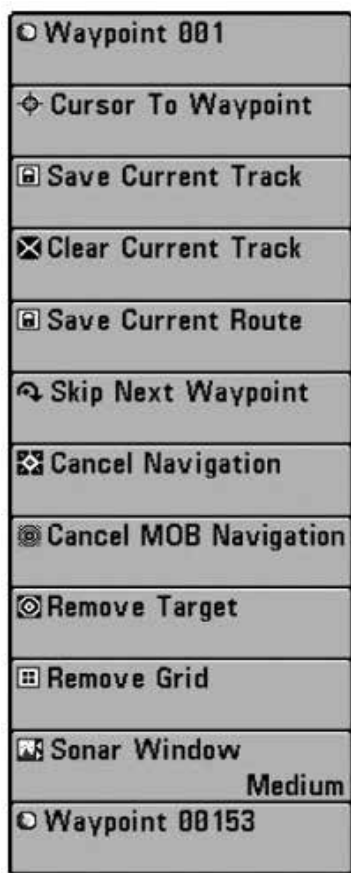 Waypoint 001
Cursor To Waypoint
Save Current Track
Clear Current Track
Save Current Route
Skip Next Waypoint
Cancel Navigation
Cancel MOB Navigation
Remove Target
Remove Grid
Sonar Window
Medium
Waypoint 00153